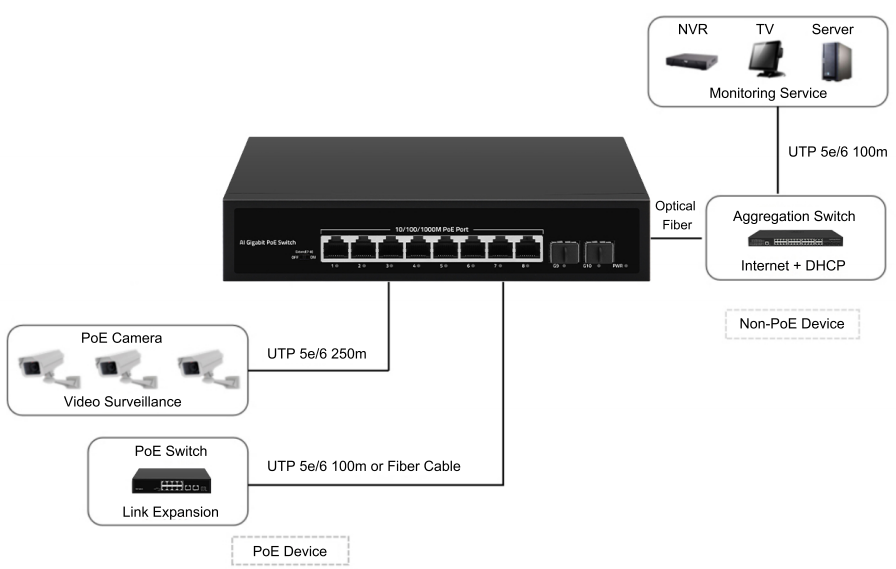 NVR TV Server
Monitoring Service
UTP 5e/6 100m
10/100/1000M PoE Port
AI Gigabit PoE Switch
OFF ON
1 2 3 4 5 6 7 8 G9 G10 PWR
Optical
Fiber
Aggregation Switch
Internet + DHCP
Non-PoE Device
PoE Camera
Video Surveillance
UTP 5e/6 250m
PoE Switch
Link Expansion
UTP 5e/6 100m or Fiber Cable
PoE Device